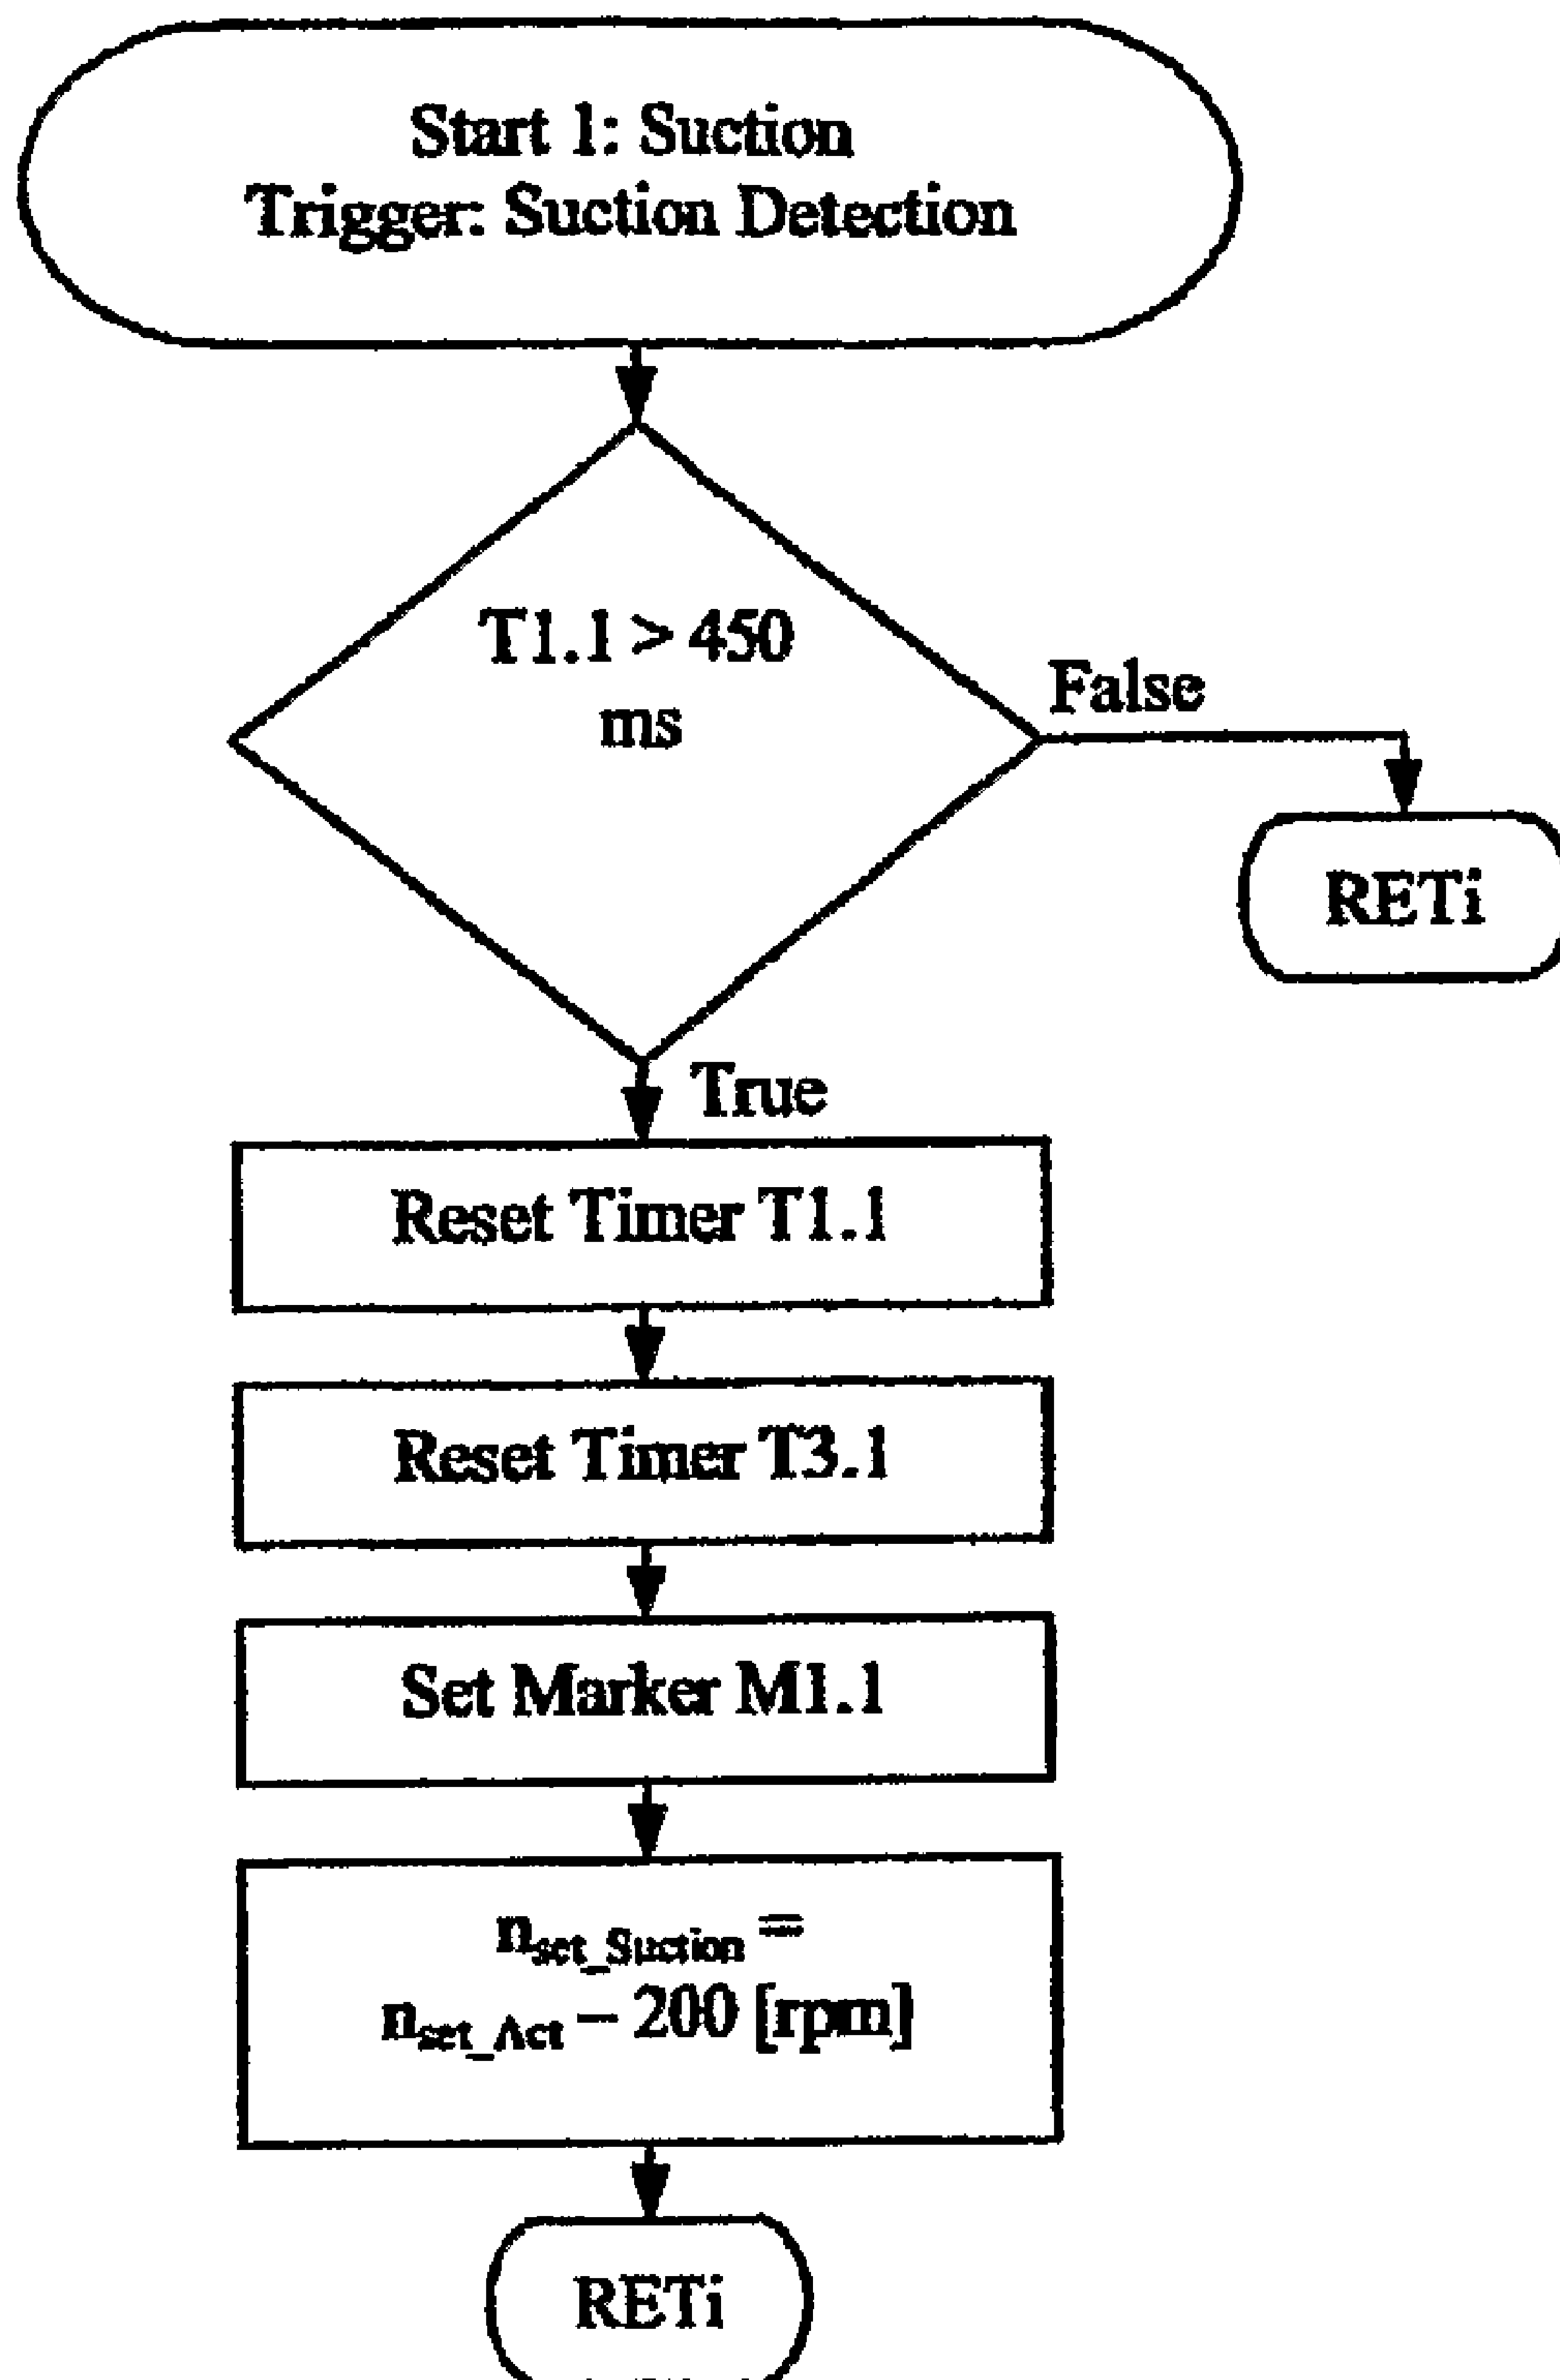 Start 1: Suction
Trigger: Suction Detection
T1.1 > 450
ms
False
RETi
True
Reset Timer T1.1
Reset Timer T3.1
Set Marker M1.1
nset_Suction =
nset_Act – 200 [rpm]
RETi